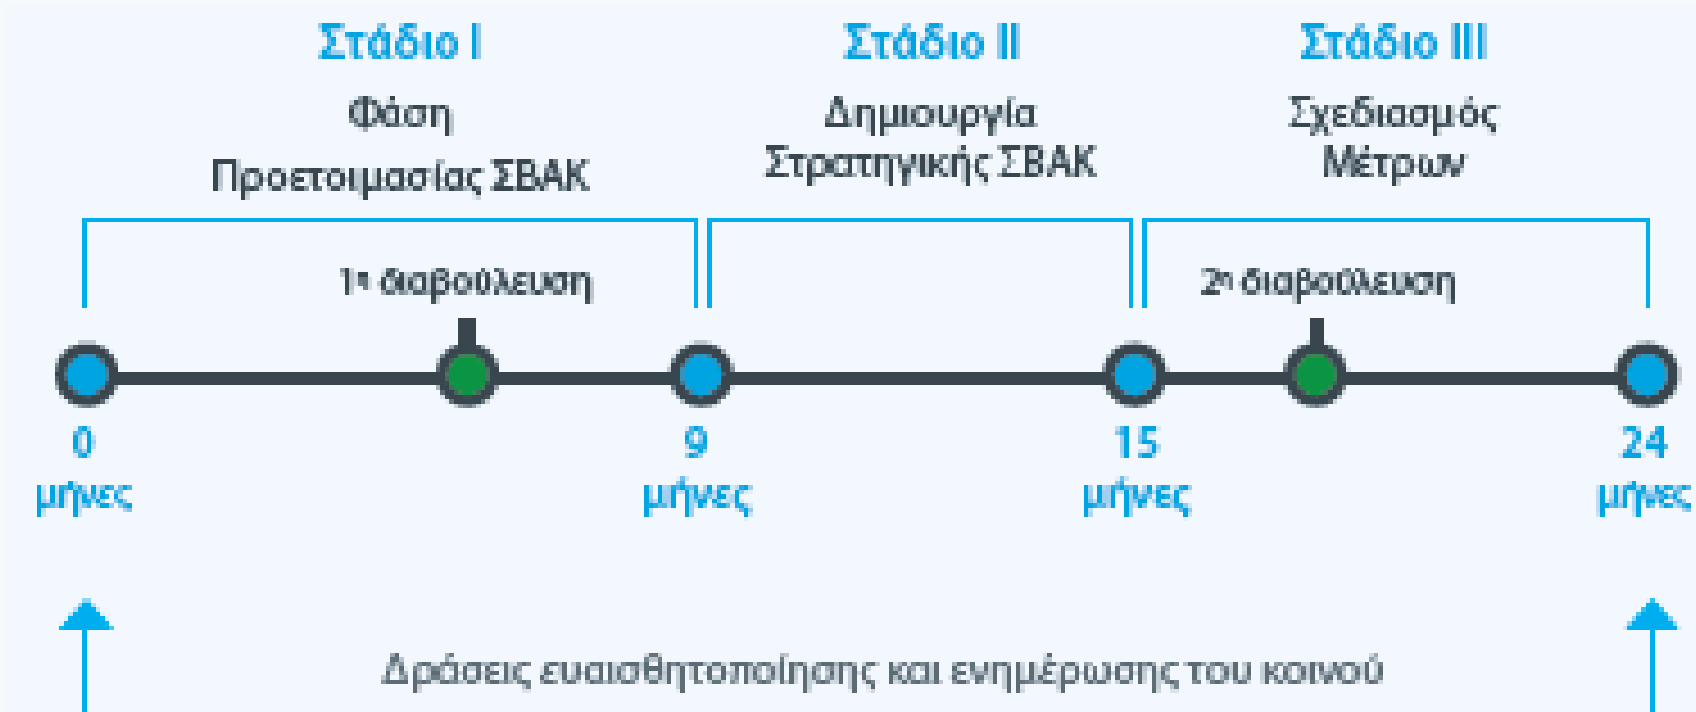 Στάδιο I
Φάση
Προετοιμασίας ΣΒΑΚ
Στάδιο II
Δημιουργία
Στρατηγικής ΣΒΑΚ
Στάδιο III
Σχεδιασμός
Μέτρων
1η διαβούλευση
2η διαβούλευση
0
μήνες
9
μήνες
15
μήνες
24
μήνες
Δράσεις ευαισθητοποίησης και ενημέρωσης του κοινού